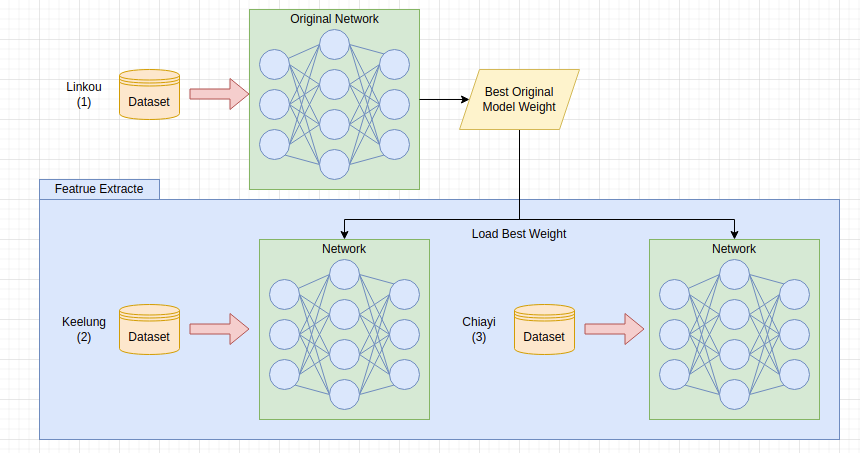 Original Network
Linkou
(1)
Dataset
Best Original
Model Weight
Featrue Extracte
Load Best Weight
Network
Network
Keelung
(2)
Dataset
Chiayi
(3)
Dataset